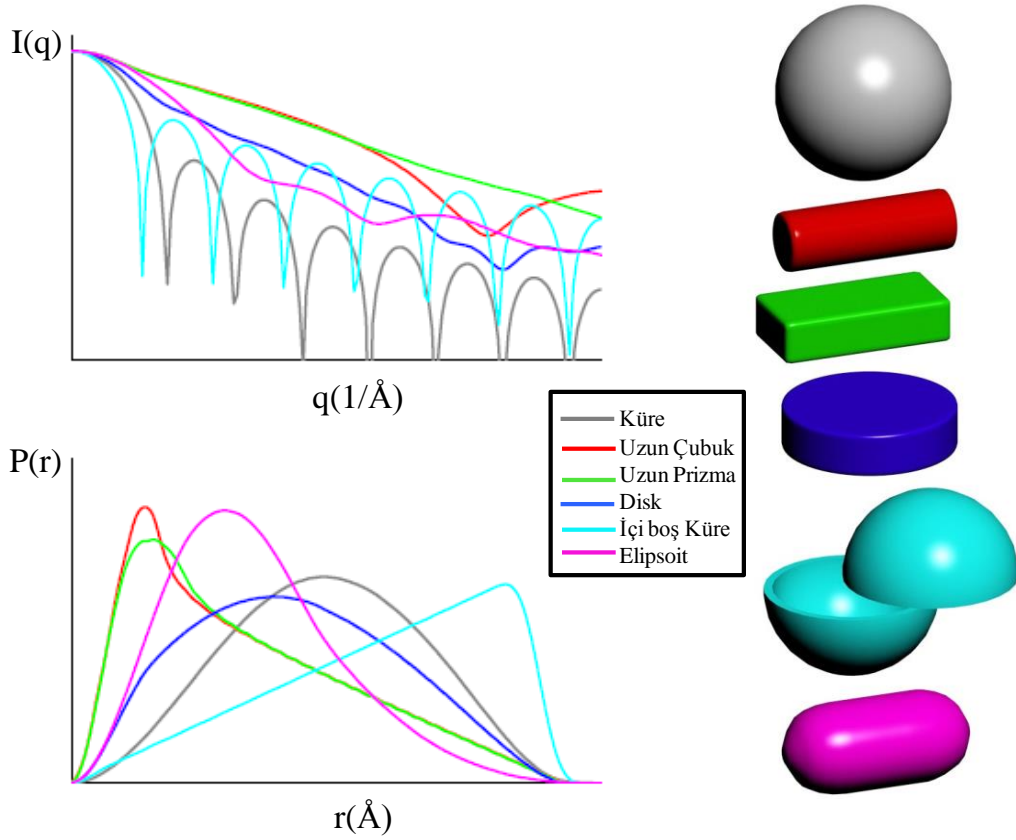 I(q)
q(1/Å)
Küre
Uzun Çubuk
Uzun Prizma
Disk
İçi boş Küre
Elipsoit
P(r)
r(Å)